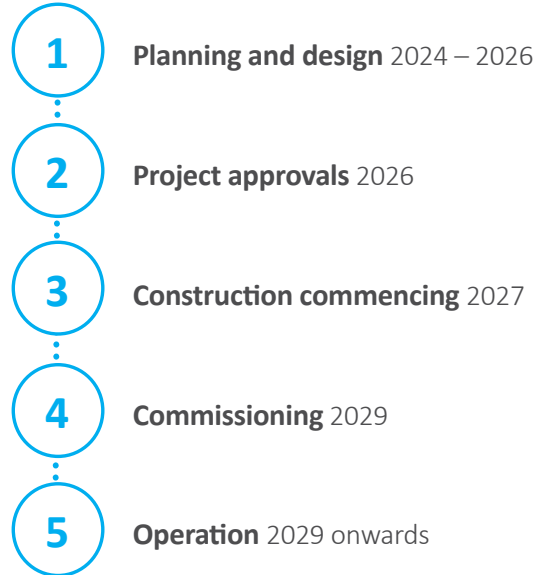 1 Planning and design 2024 – 2026
2 Project approvals 2026
3 Construction commencing 2027
4 Commissioning 2029
5 Operation 2029 onwards